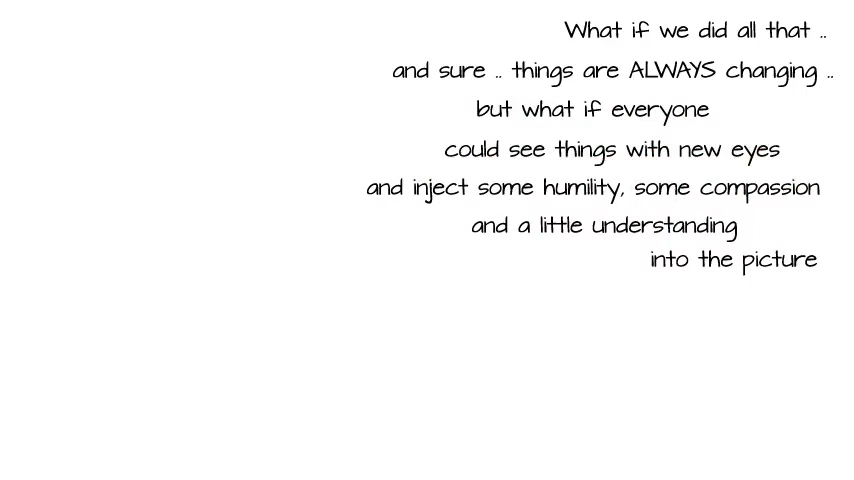 What if we did all that ..
and sure .. things are ALWAYS changing ..
but what if everyone
could see things with new eyes
and inject some humility, some compassion
and a little understanding
into the picture